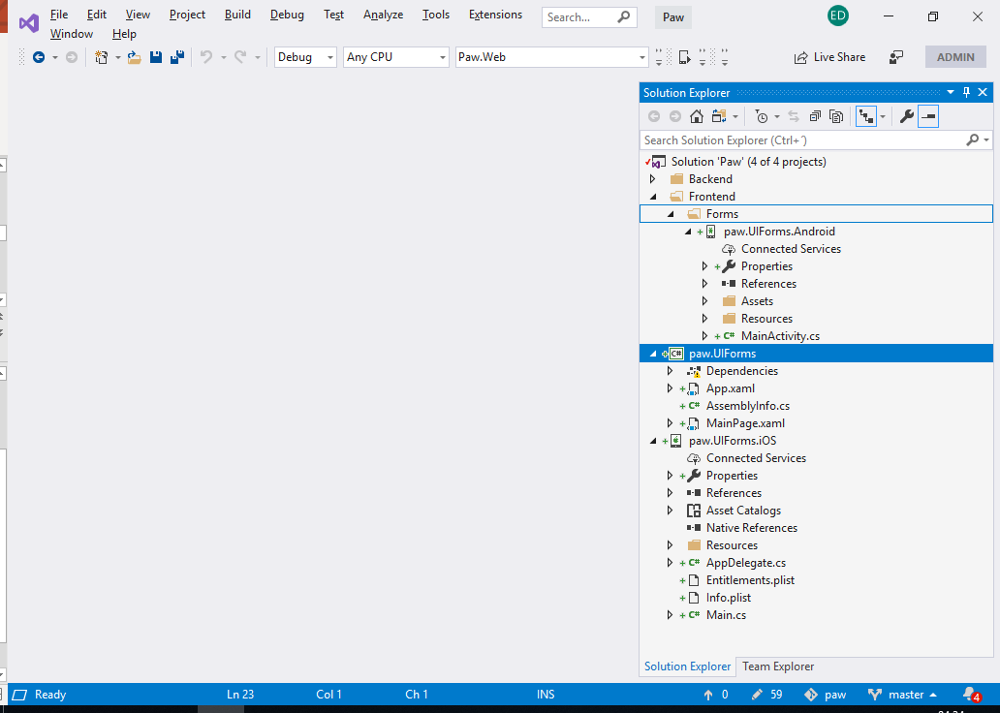 File Edit View Project Build Debug Test Analyze Tools Extensions Search... Paw ED
Window Help
Debug Any CPU Paw.Web Live Share ADMIN
Solution Explorer
Search Solution Explorer (Ctrl+´)
Solution 'Paw' (4 of 4 projects)
Backend
Frontend
Forms
paw.UIForms.Android
Connected Services
Properties
References
Assets
Resources
C# MainActivity.cs
C# paw.UIForms
Dependencies
App.xaml
C# AssemblyInfo.cs
MainPage.xaml
paw.UIForms.iOS
Connected Services
Properties
References
Asset Catalogs
Native References
Resources
C# AppDelegate.cs
Entitlements.plist
Info.plist
C# Main.cs
Solution Explorer Team Explorer
Ready Ln 23 Col 1 Ch 1 INS 0 59 paw master 4